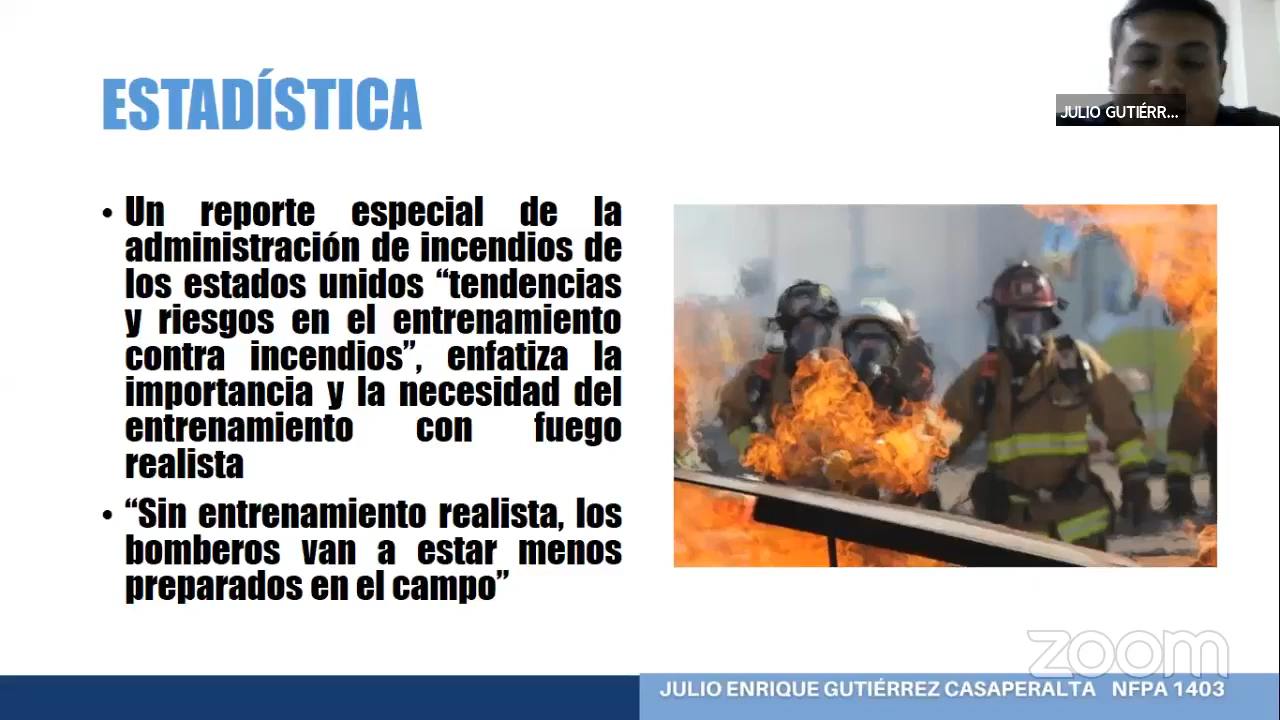 ESTADÍSTICA
JULIO GUTIÉRR...
• Un reporte especial de la
administración de incendios de
los estados unidos “tendencias
y riesgos en el entrenamiento
contra incendios”, enfatiza la
importancia y la necesidad del
entrenamiento con fuego
realista
• “Sin entrenamiento realista, los
bomberos van a estar menos
preparados en el campo”
zoom
JULIO ENRIQUE GUTIÉRREZ CASAPERALTA NFPA 1403